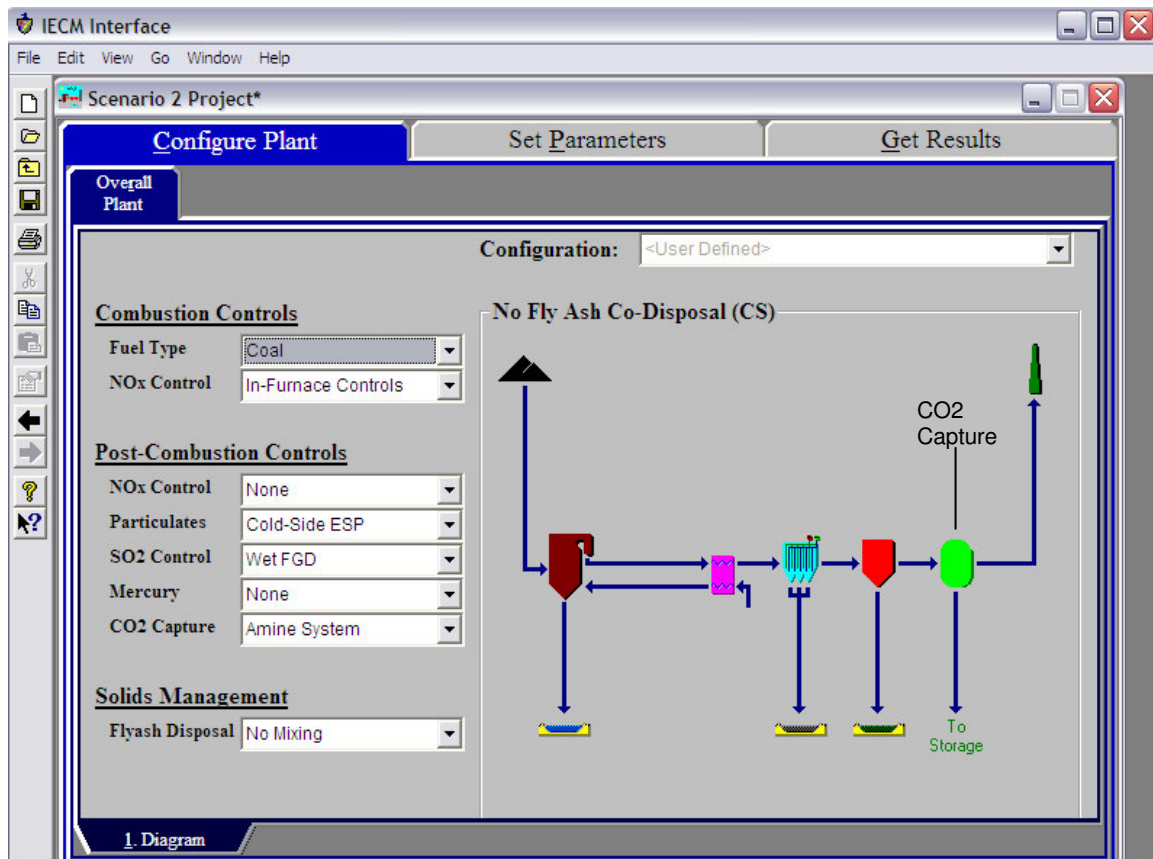 IECM Interface
File Edit View Go Window Help
Scenario 2 Project*
Configure Plant Set Parameters Get Results
Overall
Plant
Configuration: <User Defined>
Combustion Controls
Fuel Type Coal
NOx Control In-Furnace Controls
Post-Combustion Controls
NOx Control None
Particulates Cold-Side ESP
SO2 Control Wet FGD
Mercury None
CO2 Capture Amine System
Solids Management
Flyash Disposal No Mixing
No Fly Ash Co-Disposal (CS)
CO2
Capture
To
Storage
1. Diagram